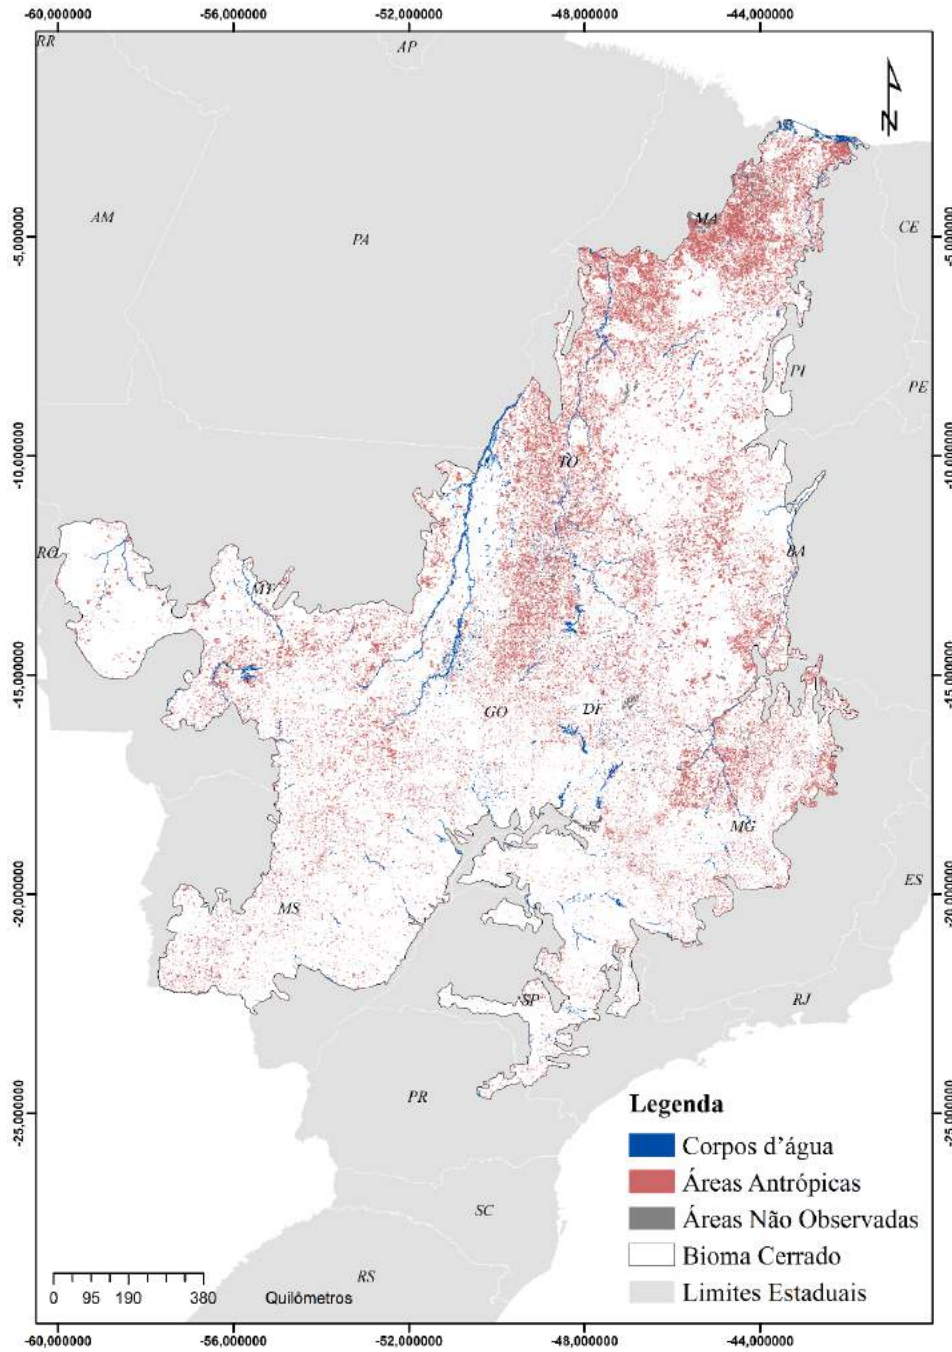 -60,000000 -56,000000 -52,000000 -48,000000 -44,000000
RR
AP
N
AM
PA
MA
CE
-5,000000 -5,000000
PI
PE
-10,000000 -10,000000
TO
RO
MT
BA
-15,000000 -15,000000
GO
DF
MG
ES
-20,000000 -20,000000
MS
SP
RJ
PR
-25,000000 -25,000000
SC
RS
Legenda
Corpos d’água
Áreas Antrópicas
Áreas Não Observadas
Bioma Cerrado
Limites Estaduais
0 95 190 380 Quilômetros
-60,000000 -56,000000 -52,000000 -48,000000 -44,000000